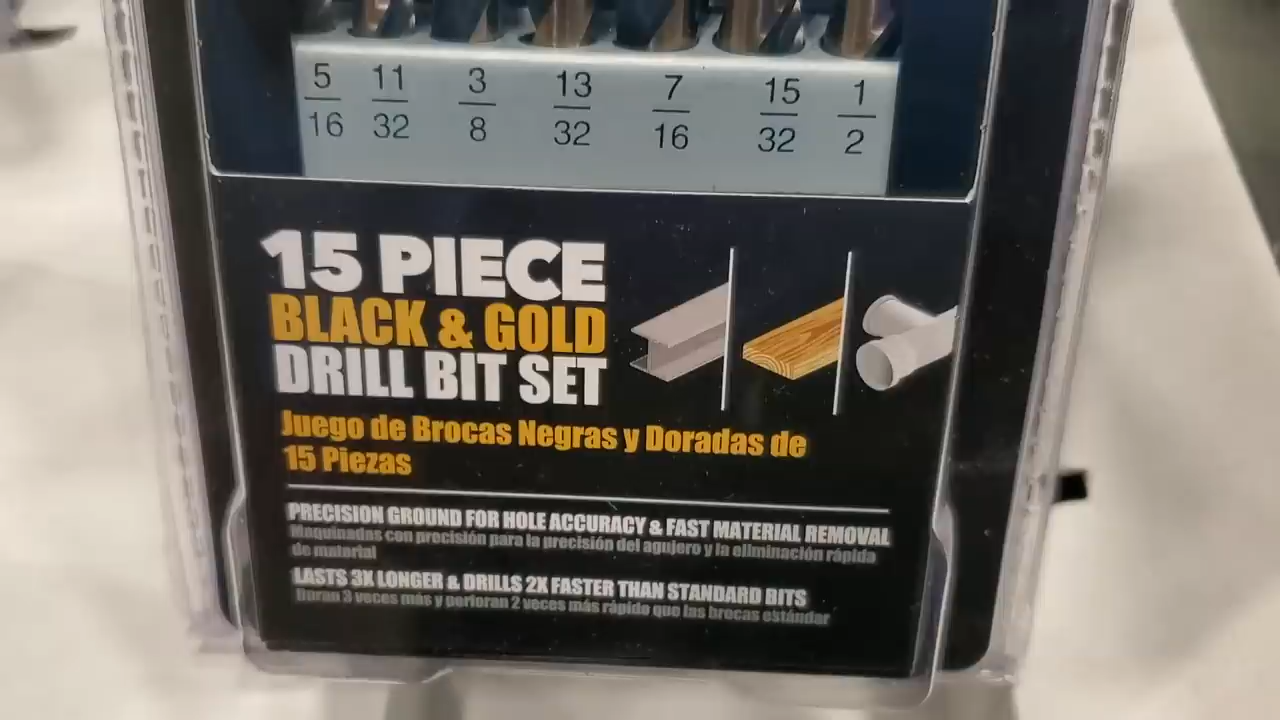 5/16 11/32 3/8 13/32 7/16 15/32 1/2
15 PIECE
BLACK & GOLD
DRILL BIT SET
Juego de Brocas Negras y Doradas de
15 Piezas
PRECISION GROUND FOR HOLE ACCURACY & FAST MATERIAL REMOVAL
Maquinadas con precisión para la precisión del agujero y la eliminación rápida
de material
LASTS 3X LONGER & DRILLS 2X FASTER THAN STANDARD BITS
Duran 3 veces más y perforan 2 veces más rápido que las brocas estándar